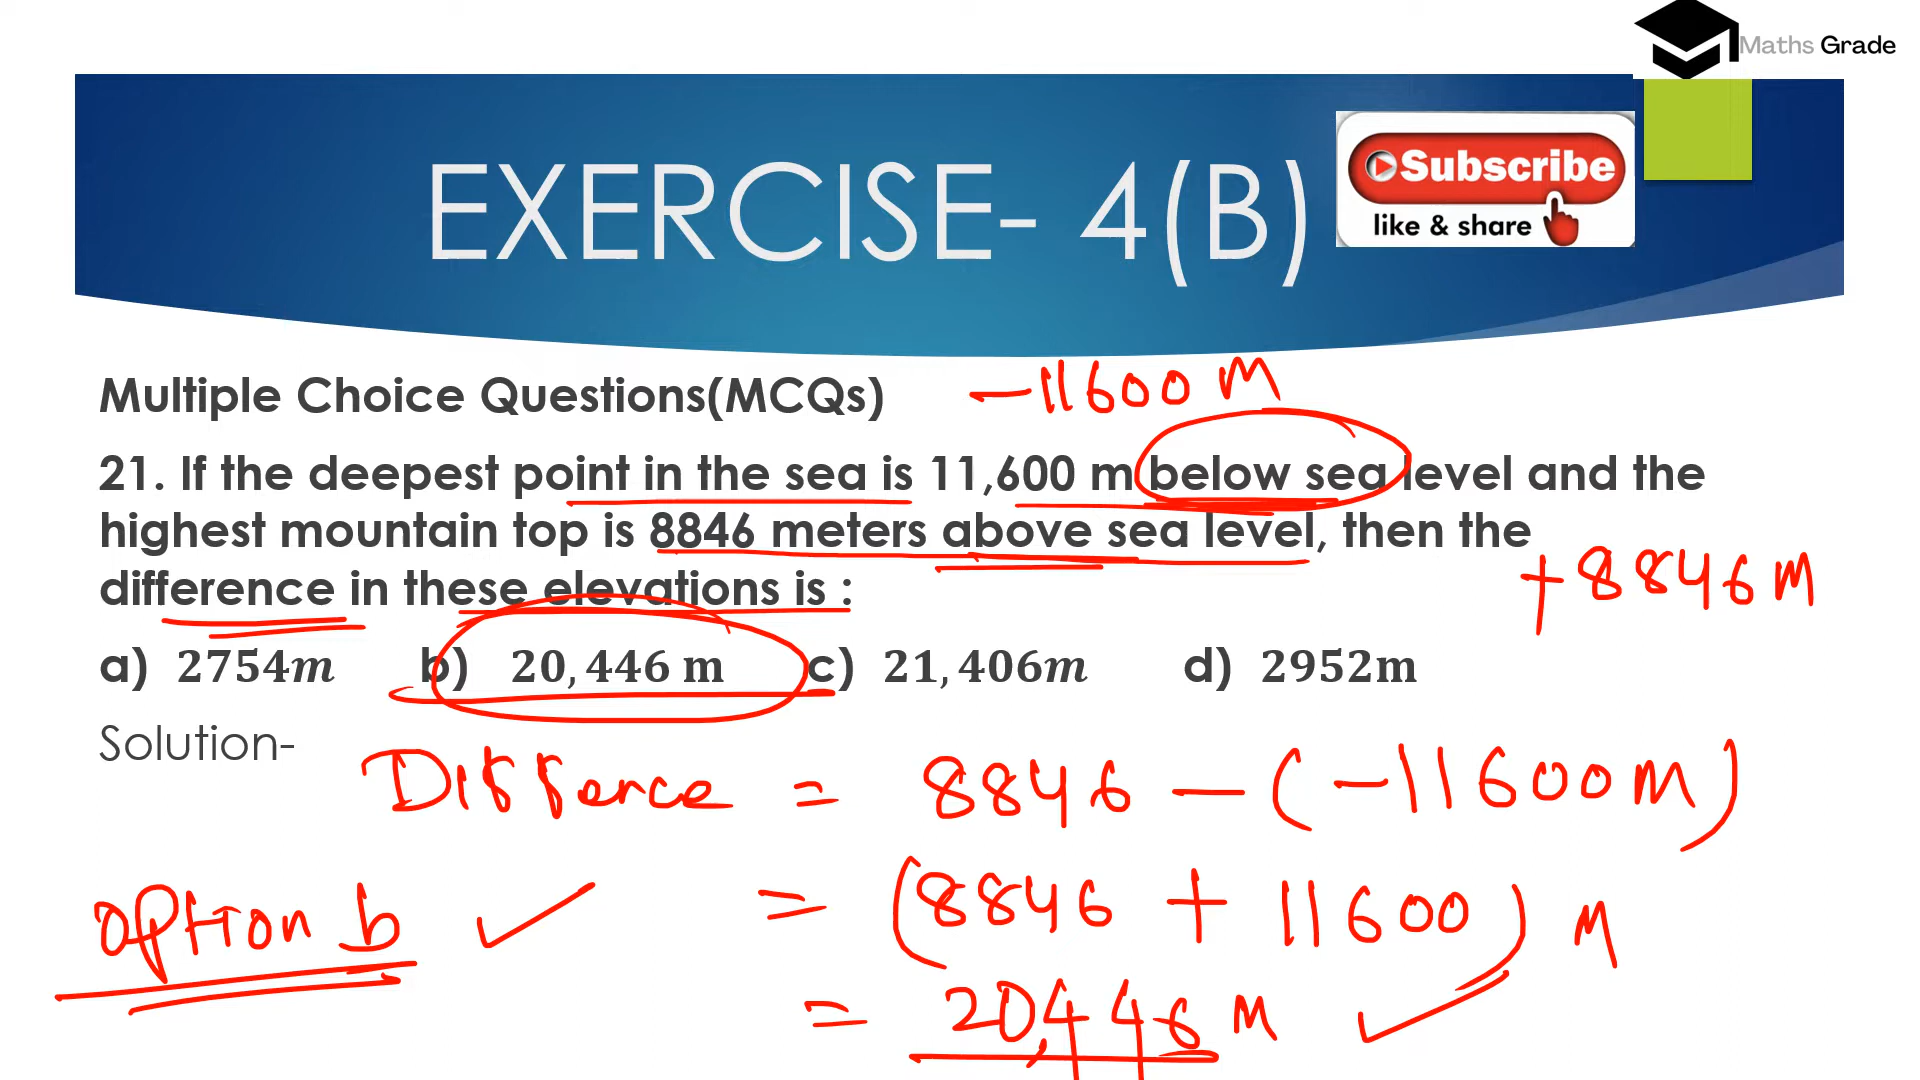 Maths Grade
EXERCISE- 4(B)
Subscribe
like & share
Multiple Choice Questions(MCQs)
-11600 M
21. If the deepest point in the sea is 11,600 m below sea level and the
highest mountain top is 8846 meters above sea level, then the
difference in these elevations is :
+8846 M
a) 2754m b) 20,446 m c) 21,406m d) 2952m
Solution-
Difference = 8846 - (-11600 M)
= (8846 + 11600) M
option b
= 20,446 M